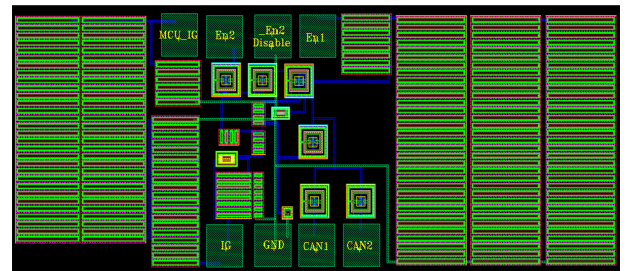 MCU_IG
En2
_En2
Disable
En1
IG
GND
CAN1
CAN2